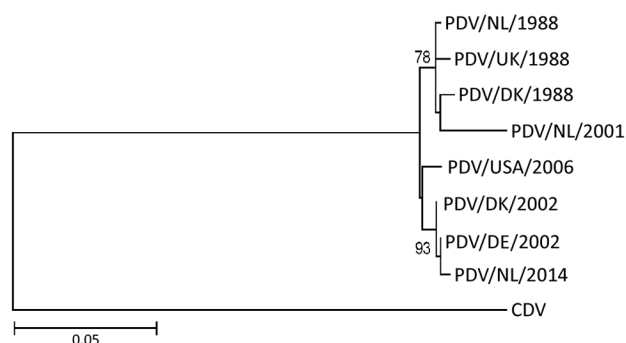 PDV/NL/1988
78
PDV/UK/1988
PDV/DK/1988
PDV/NL/2001
PDV/USA/2006
PDV/DK/2002
PDV/DE/2002
93
PDV/NL/2014
CDV
0.05